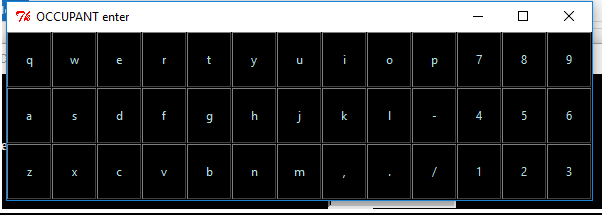 OCCUPANT enter
q w e r t y u i o p 7 8 9
a s d f g h j k l - 4 5 6
z x c v b n m , . / 1 2 3